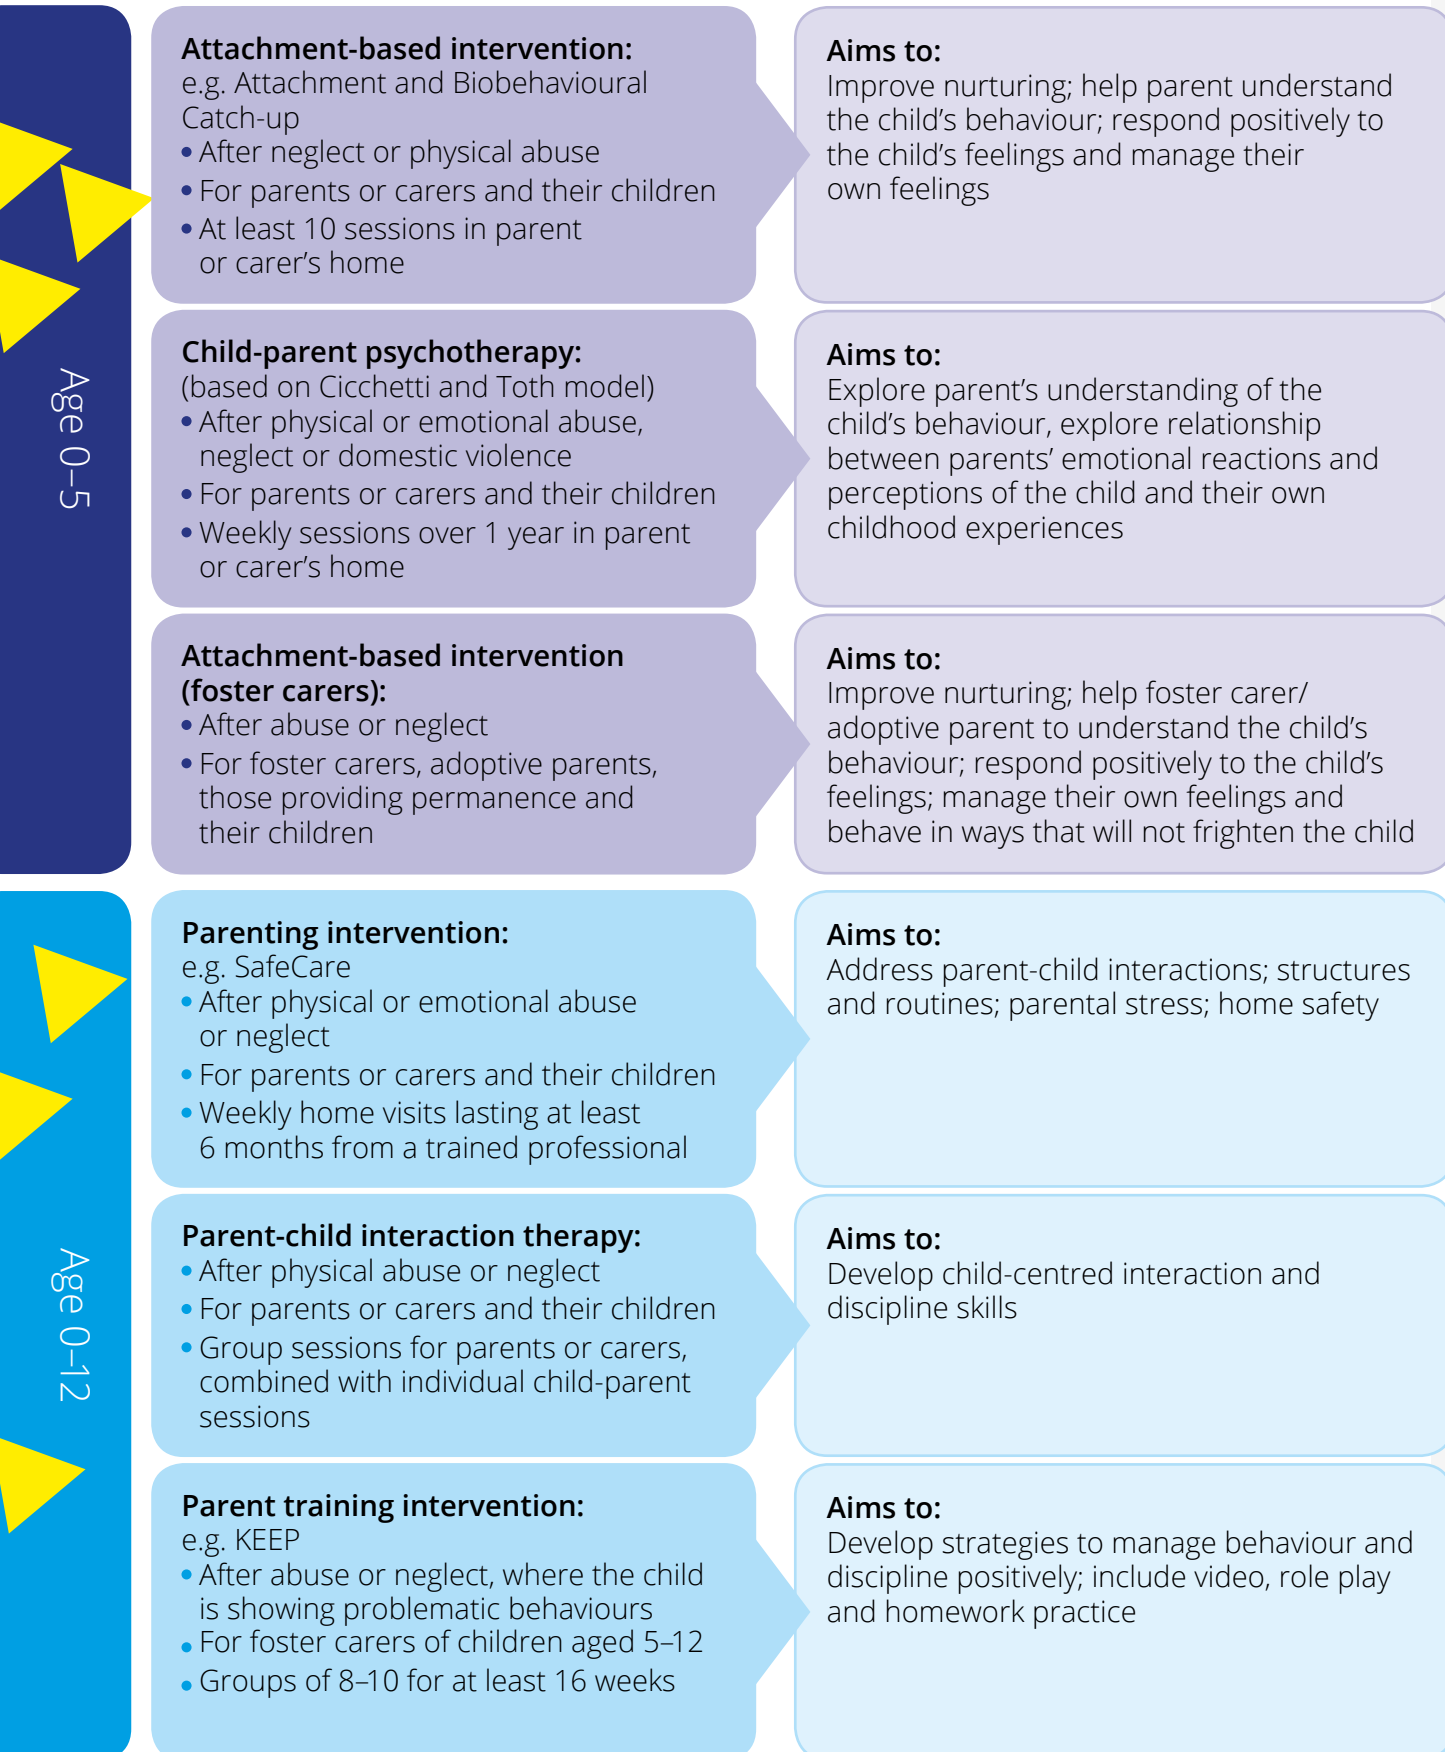 Age 0–5
Attachment-based intervention:
e.g. Attachment and Biobehavioural
Catch-up
• After neglect or physical abuse
• For parents or carers and their children
• At least 10 sessions in parent
or carer’s home
Aims to:
Improve nurturing; help parent understand
the child’s behaviour; respond positively to
the child’s feelings and manage their
own feelings
Child-parent psychotherapy:
(based on Cicchetti and Toth model)
• After physical or emotional abuse,
neglect or domestic violence
• For parents or carers and their children
• Weekly sessions over 1 year in parent
or carer’s home
Aims to:
Explore parent’s understanding of the
child’s behaviour, explore relationship
between parents’ emotional reactions and
perceptions of the child and their own
childhood experiences
Attachment-based intervention
(foster carers):
• After abuse or neglect
• For foster carers, adoptive parents,
those providing permanence and
their children
Aims to:
Improve nurturing; help foster carer/
adoptive parent to understand the child’s
behaviour; respond positively to the child’s
feelings; manage their own feelings and
behave in ways that will not frighten the child
Age 0–12
Parenting intervention:
e.g. SafeCare
• After physical or emotional abuse
or neglect
• For parents or carers and their children
• Weekly home visits lasting at least
6 months from a trained professional
Aims to:
Address parent-child interactions; structures
and routines; parental stress; home safety
Parent-child interaction therapy:
• After physical abuse or neglect
• For parents or carers and their children
• Group sessions for parents or carers,
combined with individual child-parent
sessions
Aims to:
Develop child-centred interaction and
discipline skills
Parent training intervention:
e.g. KEEP
• After abuse or neglect, where the child
is showing problematic behaviours
• For foster carers of children aged 5–12
• Groups of 8–10 for at least 16 weeks
Aims to:
Develop strategies to manage behaviour and
discipline positively; include video, role play
and homework practice